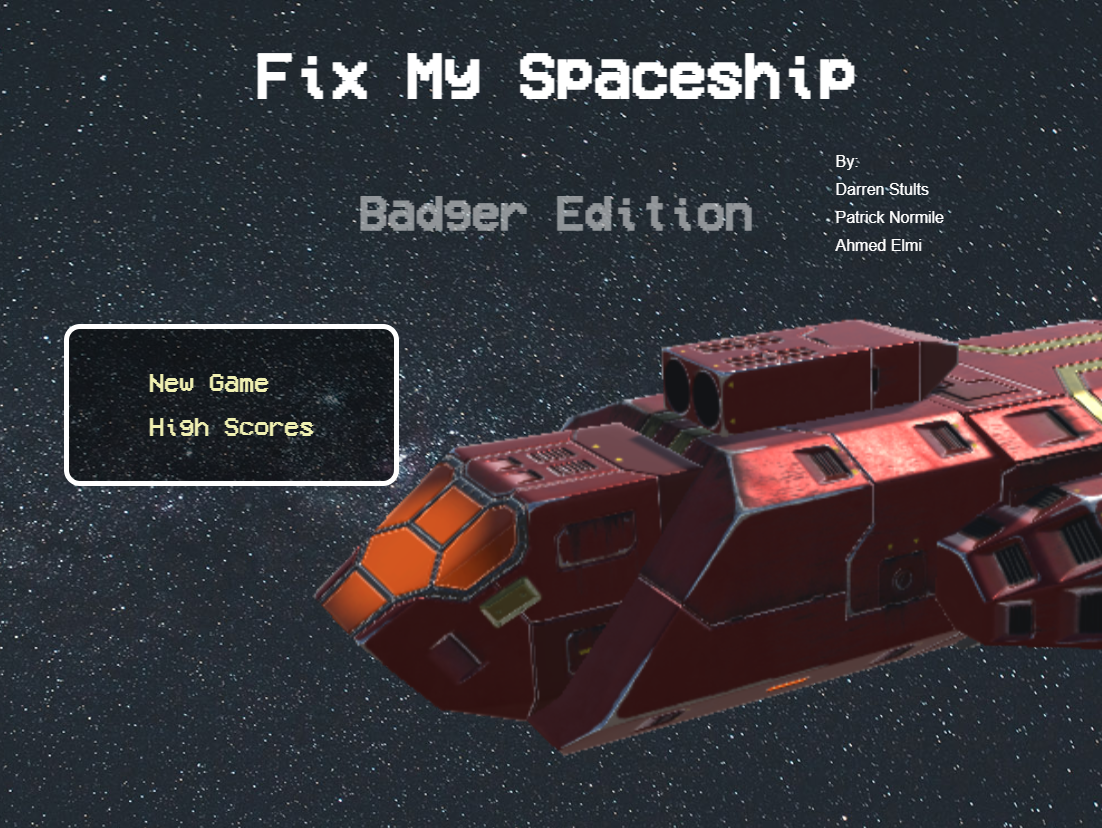 Fix My Spaceship
Badger Edition
By:
Darren Stults
Patrick Normile
Ahmed Elmi
New Game
High Scores